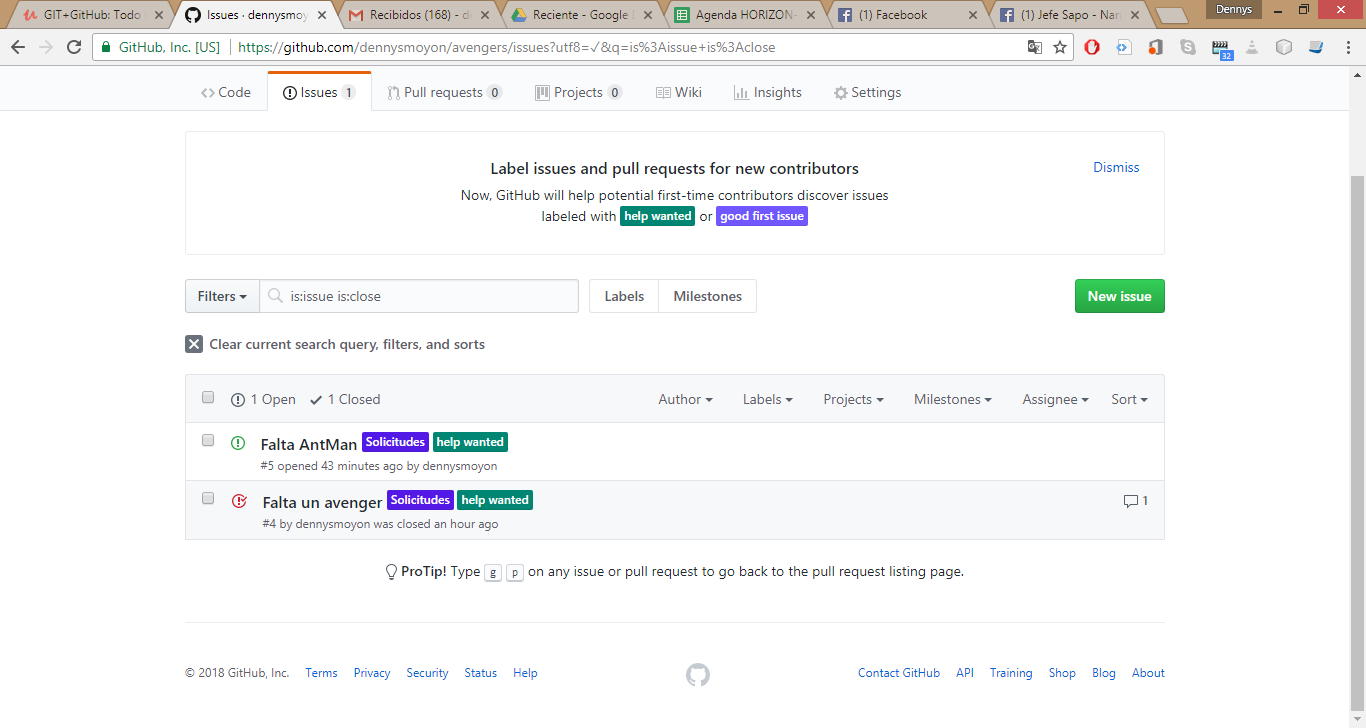 GIT+GitHub: Todo
Issues · dennysmoy
Recibidos (168) - d
Reciente - Google
Agenda HORIZON
(1) Facebook
(1) Jefe Sapo - Nar
Dennys
GitHub, Inc. [US]
https://github.com/dennysmoyon/avengers/issues?utf8=✓&q=is%3Aissue+is%3Aclose
32
Code
Issues 1
Pull requests 0
Projects 0
Wiki
Insights
Settings
Label issues and pull requests for new contributors
Dismiss
Now, GitHub will help potential first-time contributors discover issues
labeled with help wanted or good first issue
Filters
is:issue is:close
Labels
Milestones
New issue
Clear current search query, filters, and sorts
1 Open
1 Closed
Author
Labels
Projects
Milestones
Assignee
Sort
Falta AntMan Solicitudes help wanted
#5 opened 43 minutes ago by dennysmoyon
Falta un avenger Solicitudes help wanted
1
#4 by dennysmoyon was closed an hour ago
ProTip! Type g p on any issue or pull request to go back to the pull request listing page.
© 2018 GitHub, Inc.
Terms
Privacy
Security
Status
Help
Contact GitHub
API
Training
Shop
Blog
About